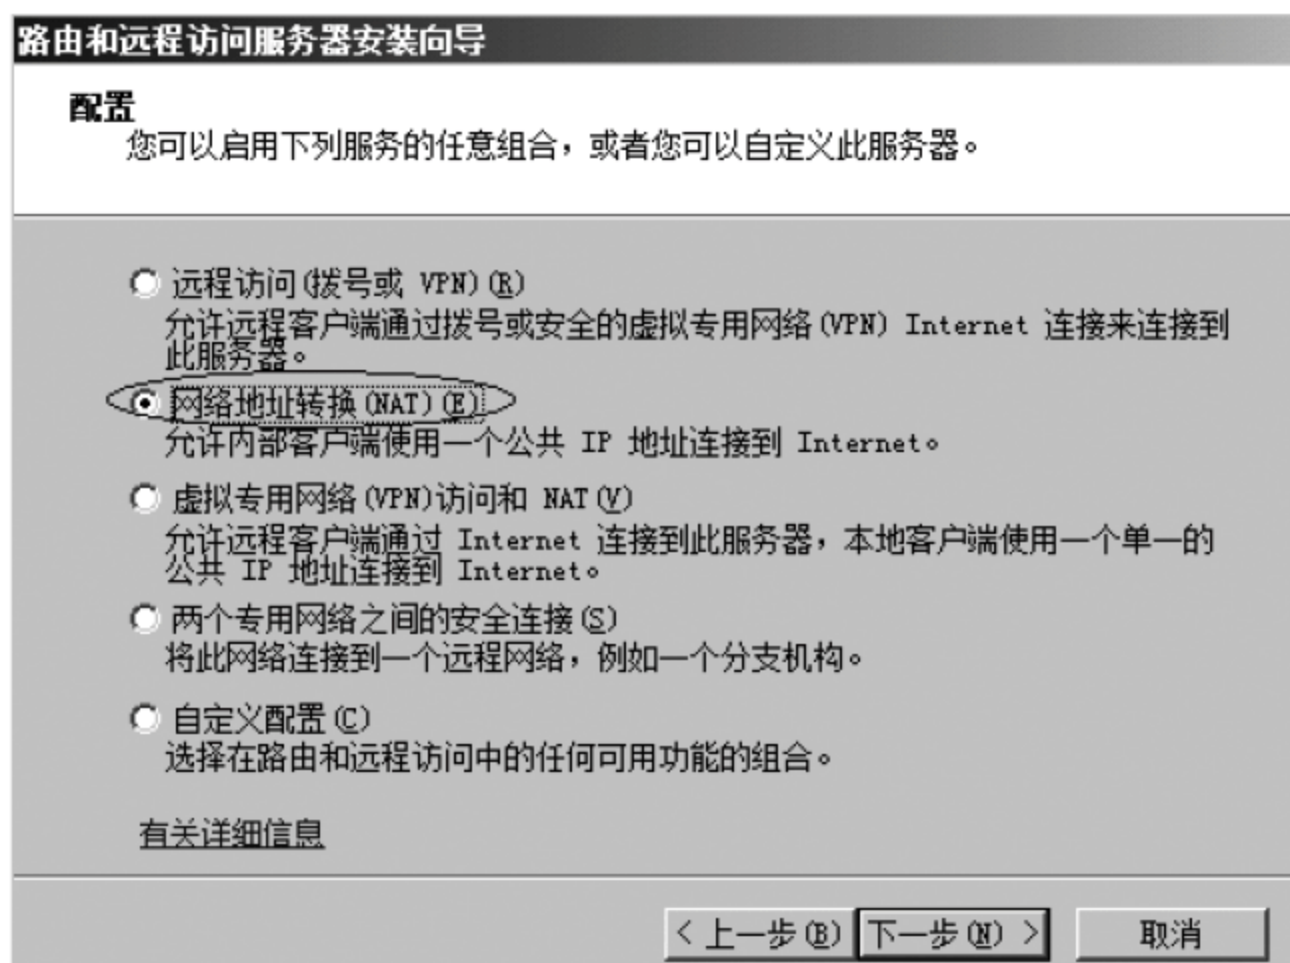 路由和远程访问服务器安装向导
配置
您可以启用下列服务的任意组合，或者您可以自定义此服务器。
远程访问(拨号或 VPN)(R)
允许远程客户端通过拨号或安全的虚拟专用网络(VPN) Internet 连接来连接到
此服务器。
网络地址转换(NAT)(E)
允许内部客户端使用一个公共 IP 地址连接到 Internet。
虚拟专用网络(VPN)访问和 NAT(V)
允许远程客户端通过 Internet 连接到此服务器，本地客户端使用一个单一的
公共 IP 地址连接到 Internet。
两个专用网络之间的安全连接(S)
将此网络连接到一个远程网络，例如一个分支机构。
自定义配置(C)
选择在路由和远程访问中的任何可用功能的组合。
有关详细信息
< 上一步(B) 下一步(N) > 取消